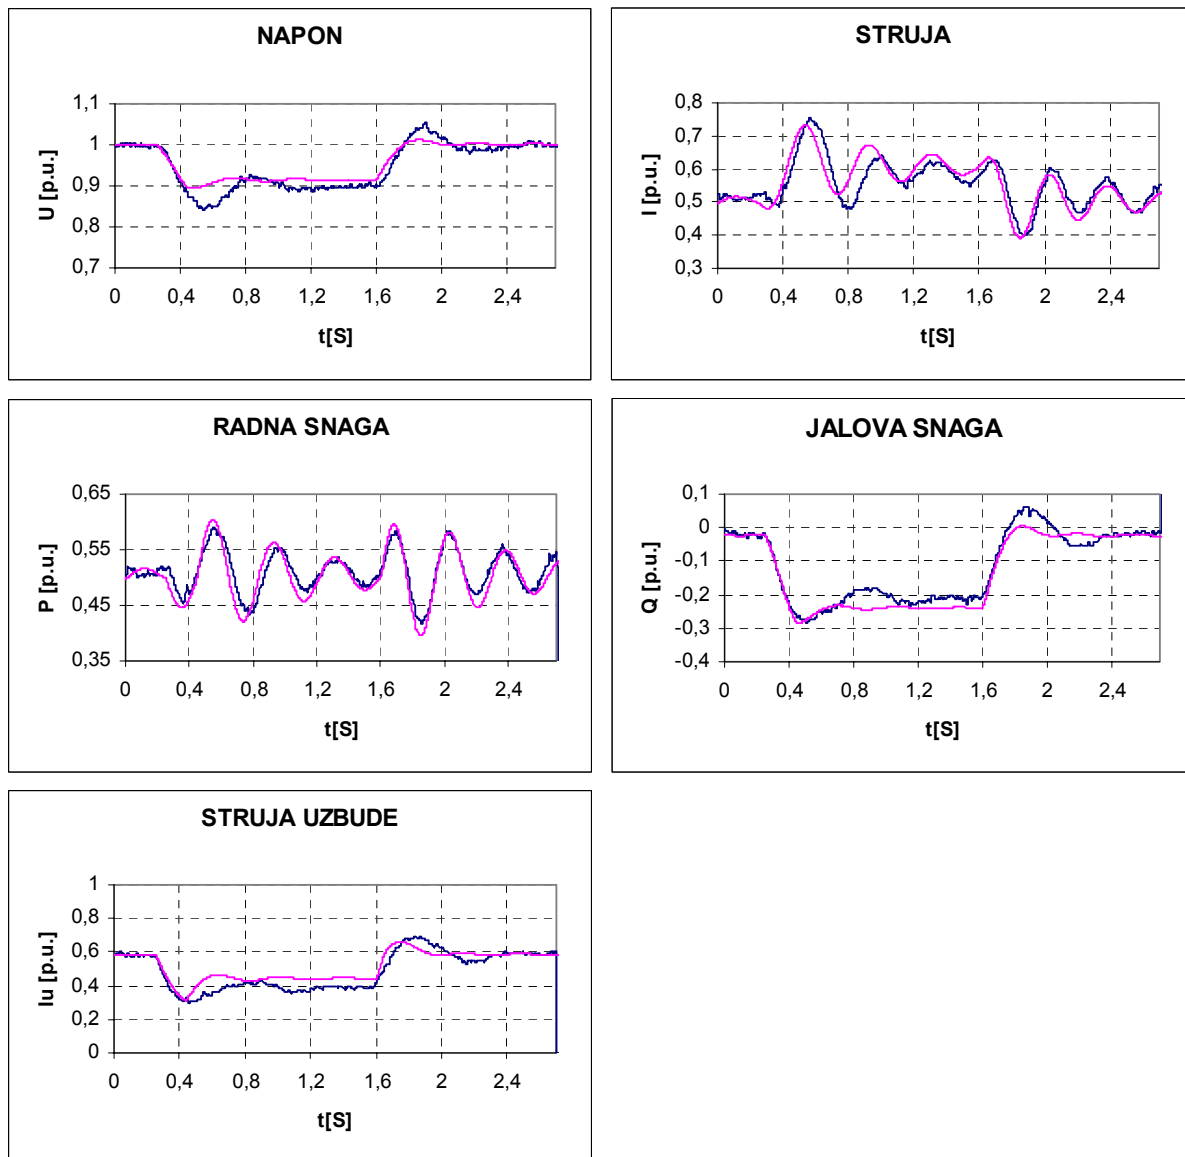 NAPON
U [p.u.]
1,1
1
0,9
0,8
0,7
0 0,4 0,8 1,2 1,6 2 2,4
t[S]
STRUJA
I [p.u.]
0,8
0,7
0,6
0,5
0,4
0,3
0 0,4 0,8 1,2 1,6 2 2,4
t[S]
RADNA SNAGA
P [p.u.]
0,65
0,55
0,45
0,35
0 0,4 0,8 1,2 1,6 2 2,4
t[S]
JALOVA SNAGA
Q [p.u.]
0,1
0
-0,1
-0,2
-0,3
-0,4
0 0,4 0,8 1,2 1,6 2 2,4
t[S]
STRUJA UZBUDE
Iu [p.u.]
1
0,8
0,6
0,4
0,2
0
0 0,4 0,8 1,2 1,6 2 2,4
t[S]